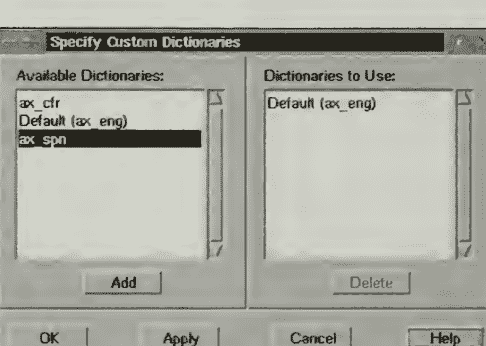 Specify Custom Dictionaries
Available Dictionaries:
ax_cfr
Default (ax_eng)
ax_spn
Add
Dictionaries to Use:
Default (ax_eng)
Delete
OK
Apply
Cancel
Help